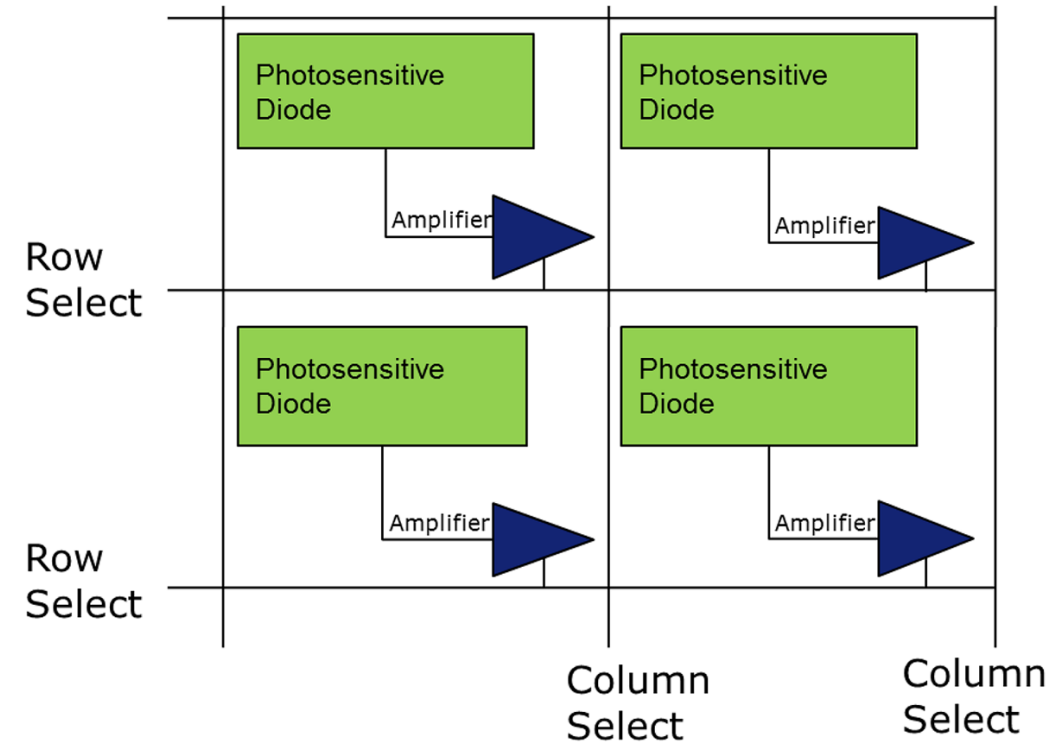 Photosensitive
Diode
Photosensitive
Diode
Amplifier
Amplifier
Row
Select
Photosensitive
Diode
Photosensitive
Diode
Amplifier
Amplifier
Row
Select
Column
Select
Column
Select